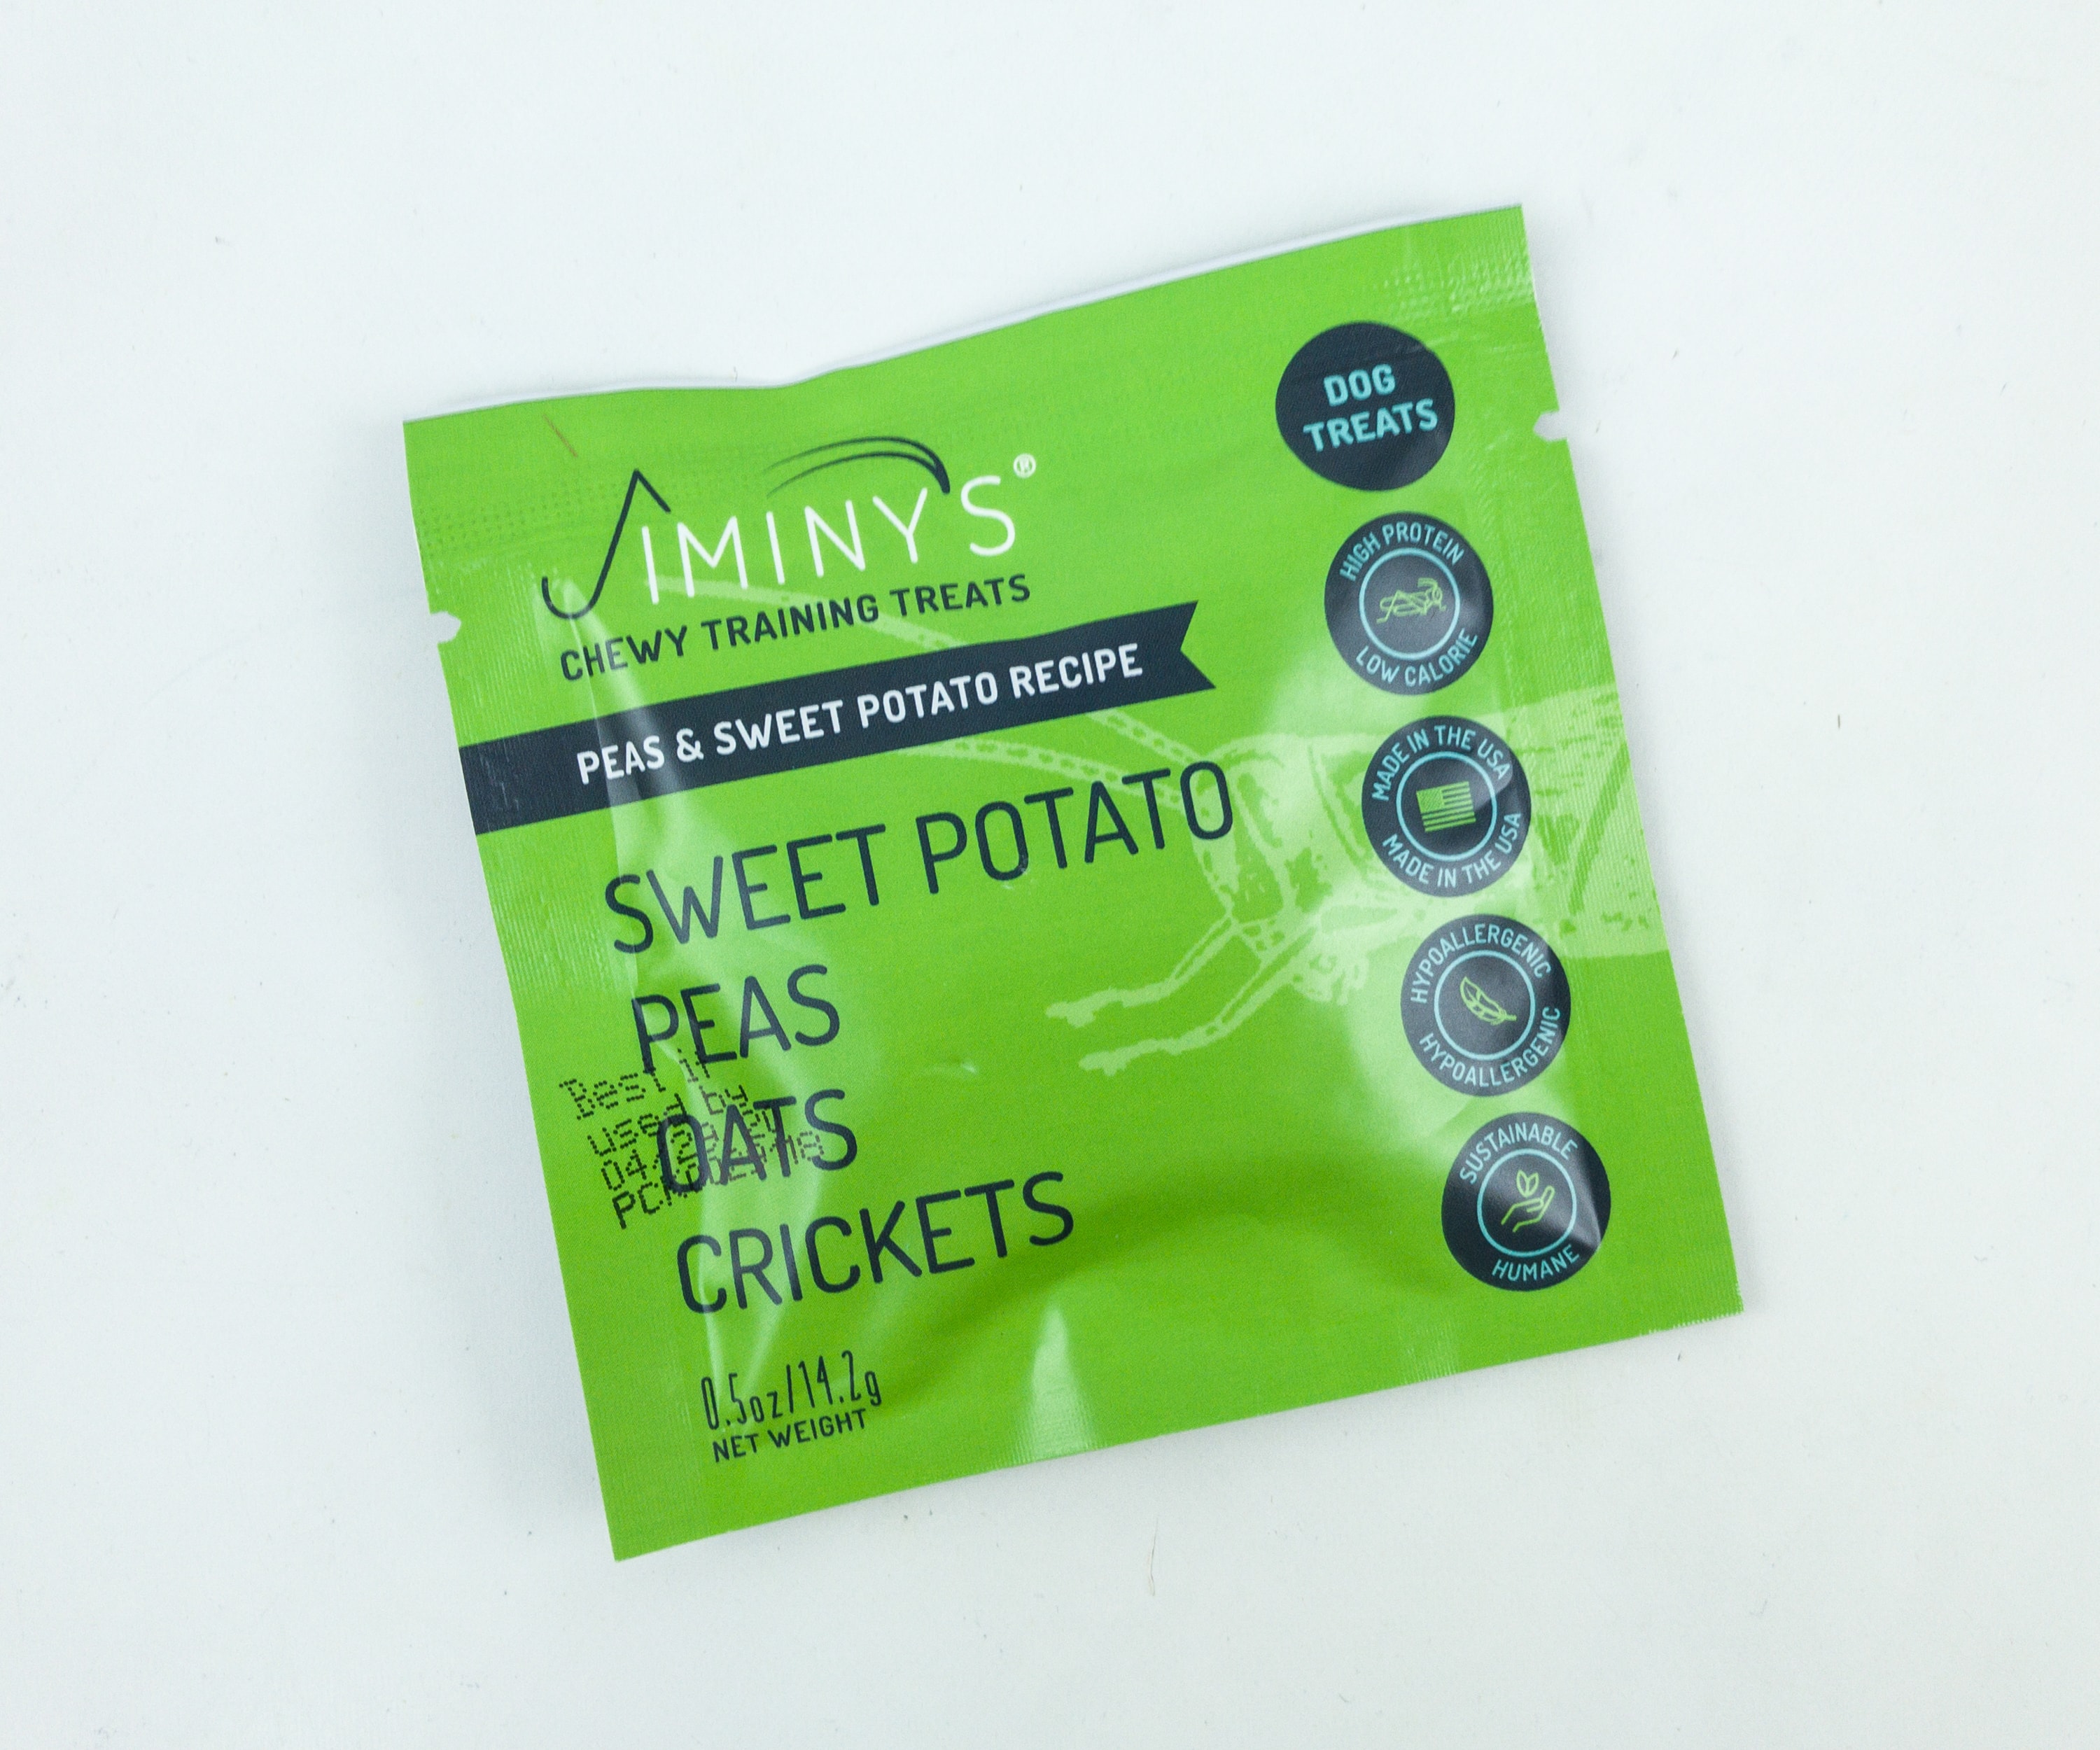 JIMINY'S®
CHEWY TRAINING TREATS
PEAS & SWEET POTATO RECIPE
SWEET POTATO
PEAS
OATS
CRICKETS
Best if
used by
0.5oz/14.2g
NET WEIGHT
DOG
TREATS
HIGH PROTEIN
LOW CALORIE
MADE IN THE USA
MADE IN THE USA
HYPOALLERGENIC
HYPOALLERGENIC
SUSTAINABLE
HUMANE